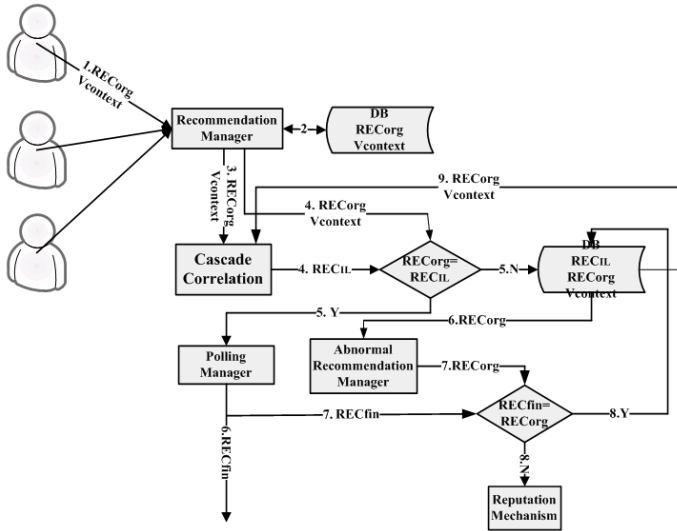 1.RECorg
Vcontext
Recommendation
Manager
2
DB
RECorg
Vcontext
3. RECorg
Vcontext
4. RECorg
Vcontext
9. RECorg
Vcontext
Cascade
Correlation
4. RECIL
RECorg=
RECIL
5.N
DB
RECIL
RECorg
Vcontext
5. Y
6.RECorg
Polling
Manager
Abnormal
Recommendation
Manager
7.RECorg
6.RECfin
7. RECfin
RECfin=
RECorg
8.Y
8.N
Reputation
Mechanism